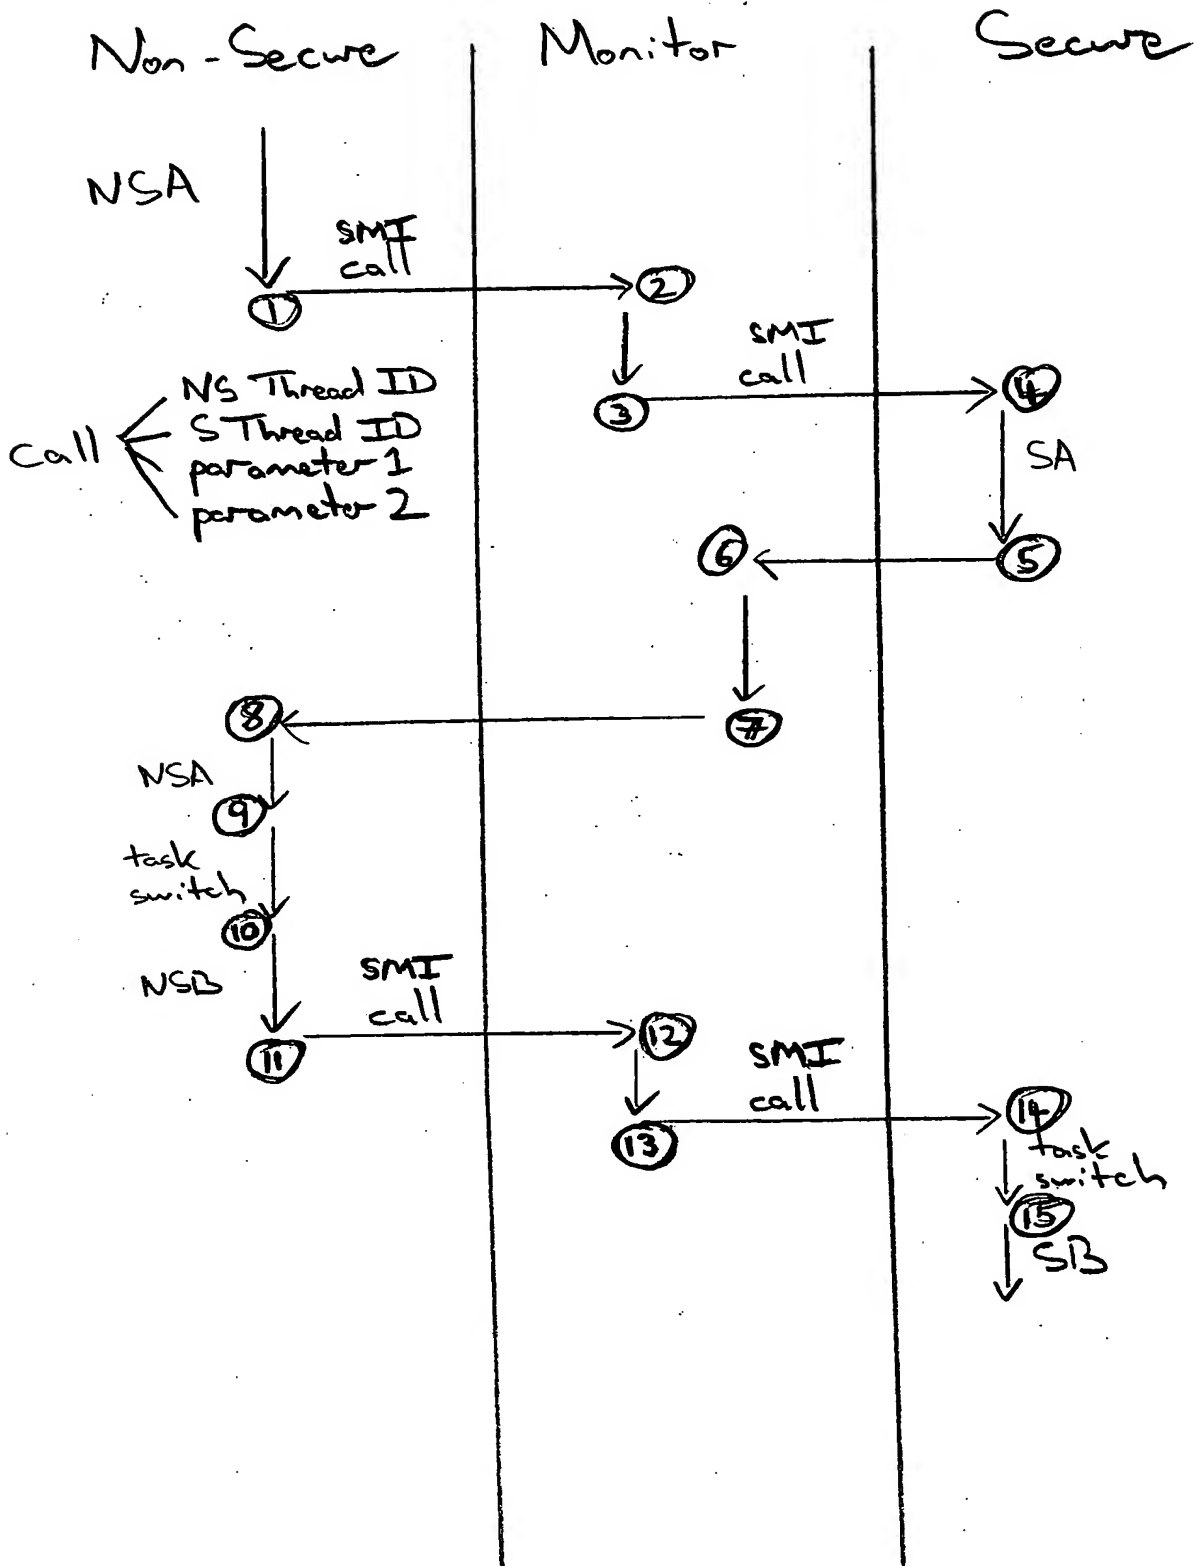 Non-Secure
Monitor
Secure
NSA
SMI
call
1
2
SMI
call
3
4
NS Thread ID
S Thread ID
call
parameter 1
parameter 2
SA
6
5
8
7
NSA
9
task
switch
10
NSB
SMI
call
11
12
SMI
call
13
14
task
switch
15
SB